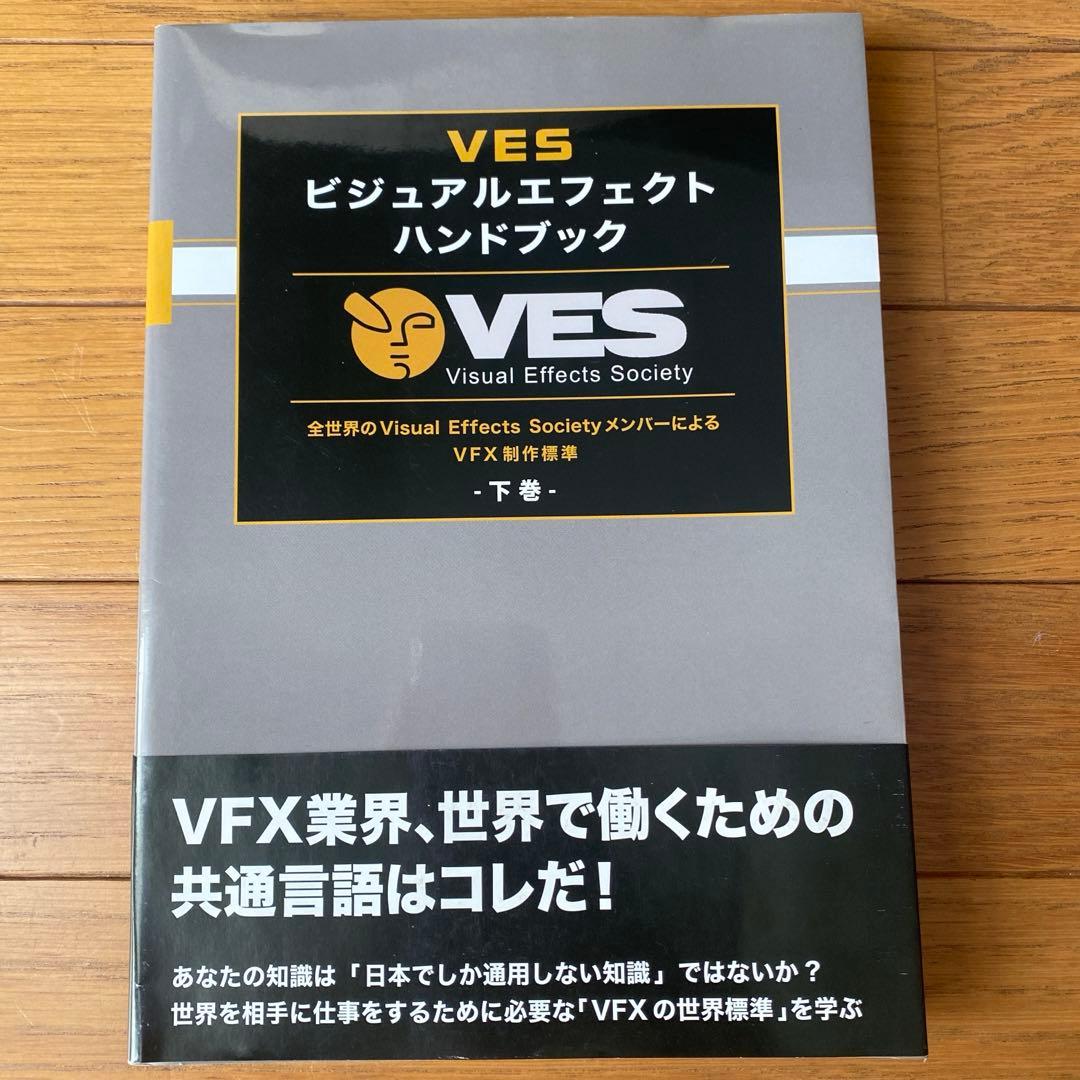 VES
ビジュアルエフェクト
ハンドブック
VES
Visual Effects Society
全世界のVisual Effects Societyメンバーによる
VFX制作標準
-下巻-
VFX業界、世界で働くための
共通言語はコレだ！
あなたの知識は「日本でしか通用しない知識」ではないか？
世界を相手に仕事をするために必要な「VFXの世界標準」を学ぶ